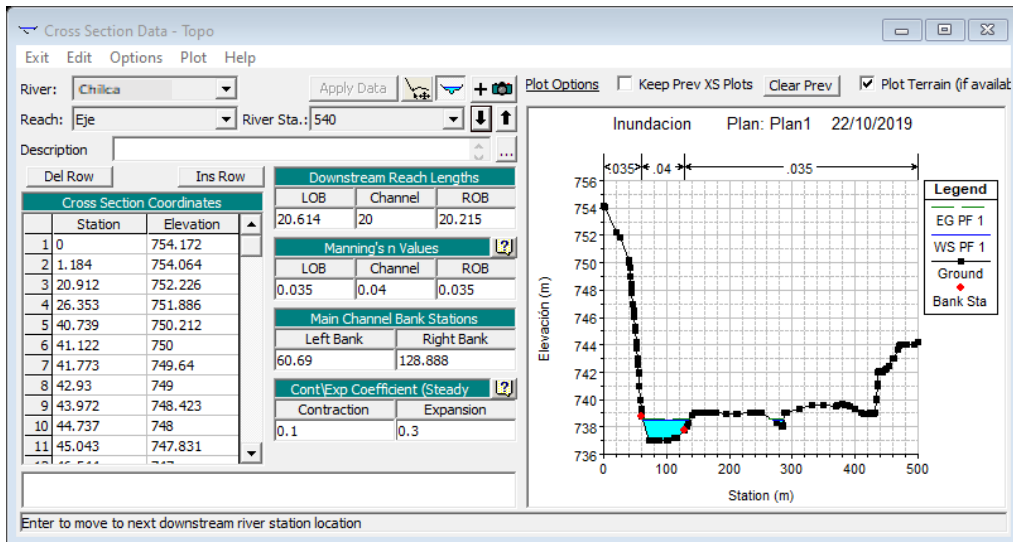 Cross Section Data - Topo
Exit Edit Options Plot Help
River: Chilca Apply Data
Plot Options Keep Prev XS Plots Clear Prev Plot Terrain (if availab
Reach: Eje River Sta.: 540
Description ...
Del Row Ins Row
Cross Section Coordinates
Station Elevation
1 0 754.172
2 1.184 754.064
3 20.912 752.226
4 26.353 751.886
5 40.739 750.212
6 41.122 750
7 41.773 749.64
8 42.93 749
9 43.972 748.423
10 44.737 748
11 45.043 747.831
Downstream Reach Lengths
LOB Channel ROB
20.614 20 20.215
Manning's n Values
LOB Channel ROB
0.035 0.04 0.035
Main Channel Bank Stations
Left Bank Right Bank
60.69 128.888
Cont\Exp Coefficient (Steady
Contraction Expansion
0.1 0.3
Inundacion Plan: Plan1 22/10/2019
.035 .04 .035
756
754
752
750
748
746
744
742
740
738
736
Elevación (m)
0 100 200 300 400 500
Station (m)
Legend
EG PF 1
WS PF 1
Ground
Bank Sta
Enter to move to next downstream river station location